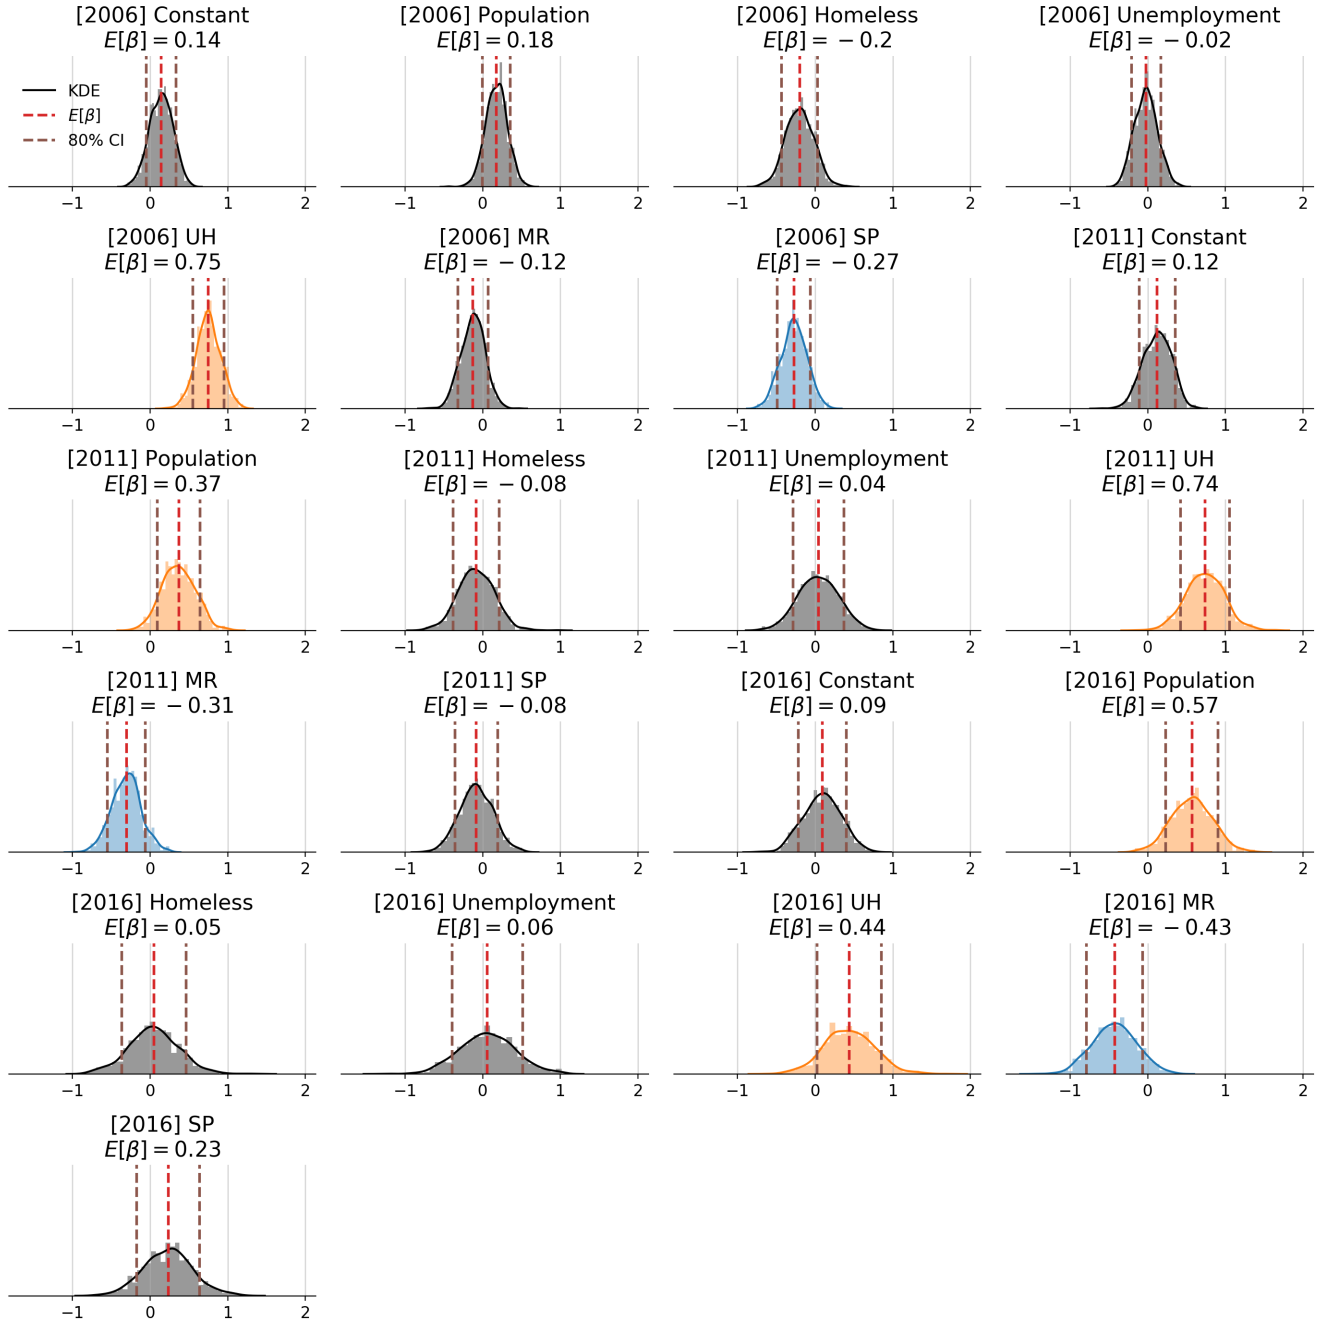 [2006] Constant
E[β] = 0.14
[2006] Population
E[β] = 0.18
[2006] Homeless
E[β] = −0.2
[2006] Unemployment
E[β] = −0.02
KDE
E[β]
80% CI
−1 0 1 2
−1 0 1 2
−1 0 1 2
−1 0 1 2
[2006] UH
E[β] = 0.75
[2006] MR
E[β] = −0.12
[2006] SP
E[β] = −0.27
[2011] Constant
E[β] = 0.12
−1 0 1 2
−1 0 1 2
−1 0 1 2
−1 0 1 2
[2011] Population
E[β] = 0.37
[2011] Homeless
E[β] = −0.08
[2011] Unemployment
E[β] = 0.04
[2011] UH
E[β] = 0.74
−1 0 1 2
−1 0 1 2
−1 0 1 2
−1 0 1 2
[2011] MR
E[β] = −0.31
[2011] SP
E[β] = −0.08
[2016] Constant
E[β] = 0.09
[2016] Population
E[β] = 0.57
−1 0 1 2
−1 0 1 2
−1 0 1 2
−1 0 1 2
[2016] Homeless
E[β] = 0.05
[2016] Unemployment
E[β] = 0.06
[2016] UH
E[β] = 0.44
[2016] MR
E[β] = −0.43
−1 0 1 2
−1 0 1 2
−1 0 1 2
−1 0 1 2
[2016] SP
E[β] = 0.23
−1 0 1 2